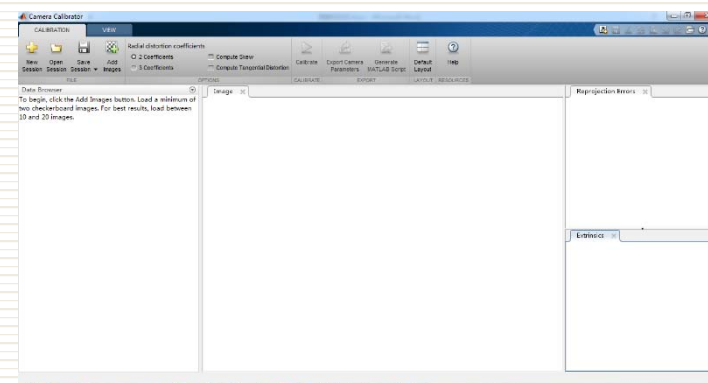 Camera Calibrator
CALIBRATION VIEW
New Session
Open Session
Save Session
Add Images
Radial distortion coefficients
2 Coefficients
3 Coefficients
Compute Skew
Compute Tangential Distortion
Calibrate
Export Camera Parameters
Generate MATLAB Script
Default Layout
Help
FILE OPTIONS CALIBRATE EXPORT LAYOUT RESOURCES
Data Browser
To begin, click the Add Images button. Load a minimum of
two checkerboard images. For best results, load between
10 and 20 images.
Image
Reprojection Errors
Extrinsics